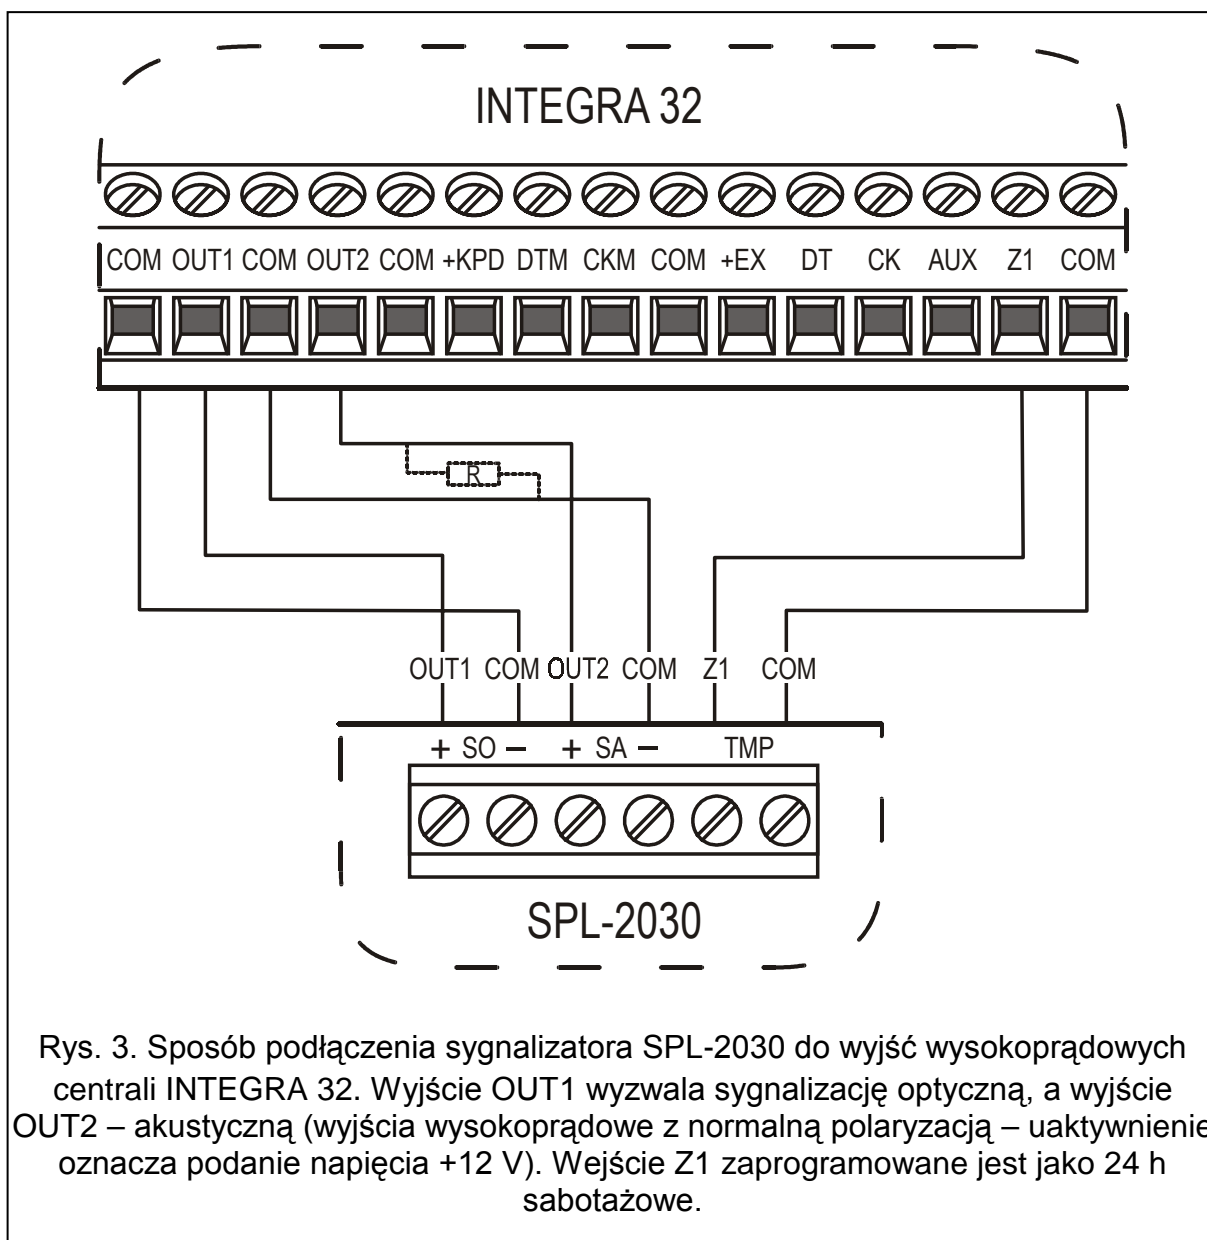 INTEGRA 32
COM OUT1 COM OUT2 COM +KPD DTM CKM COM +EX DT CK AUX Z1 COM
R
OUT1 COM OUT2 COM Z1 COM
+ SO – + SA – TMP
SPL-2030
Rys. 3. Sposób podłączenia sygnalizatora SPL-2030 do wyjść wysokoprądowych
centrali INTEGRA 32. Wyjście OUT1 wyzwala sygnalizację optyczną, a wyjście
OUT2 – akustyczną (wyjścia wysokoprądowe z normalną polaryzacją – uaktywnienie
oznacza podanie napięcia +12 V). Wejście Z1 zaprogramowane jest jako 24 h
sabotażowe.